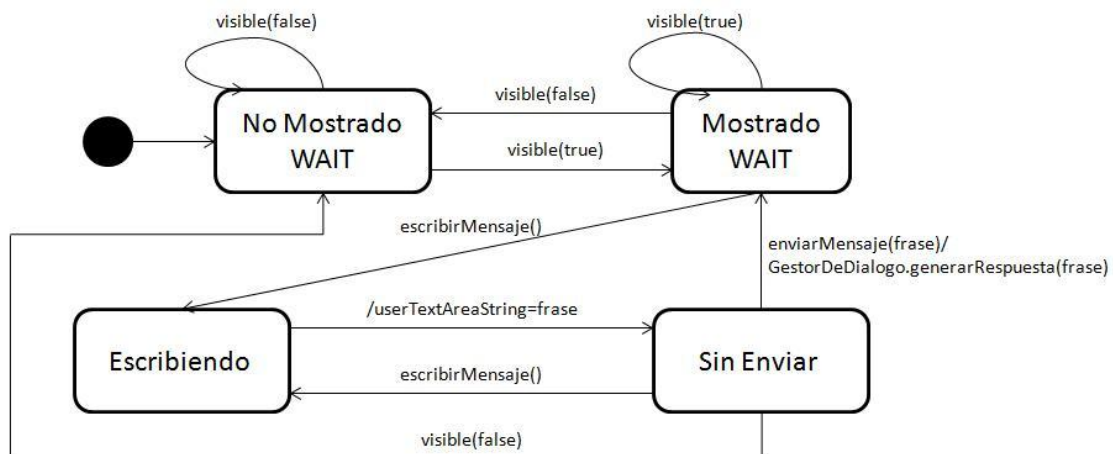 visible(false)
visible(true)
No Mostrado
WAIT
visible(false)
visible(true)
Mostrado
WAIT
escribirMensaje()
enviarMensaje(frase)/
GestorDeDialogo.generarRespuesta(frase)
Escribiendo
/userTextAreaString=frase
escribirMensaje()
Sin Enviar
visible(false)